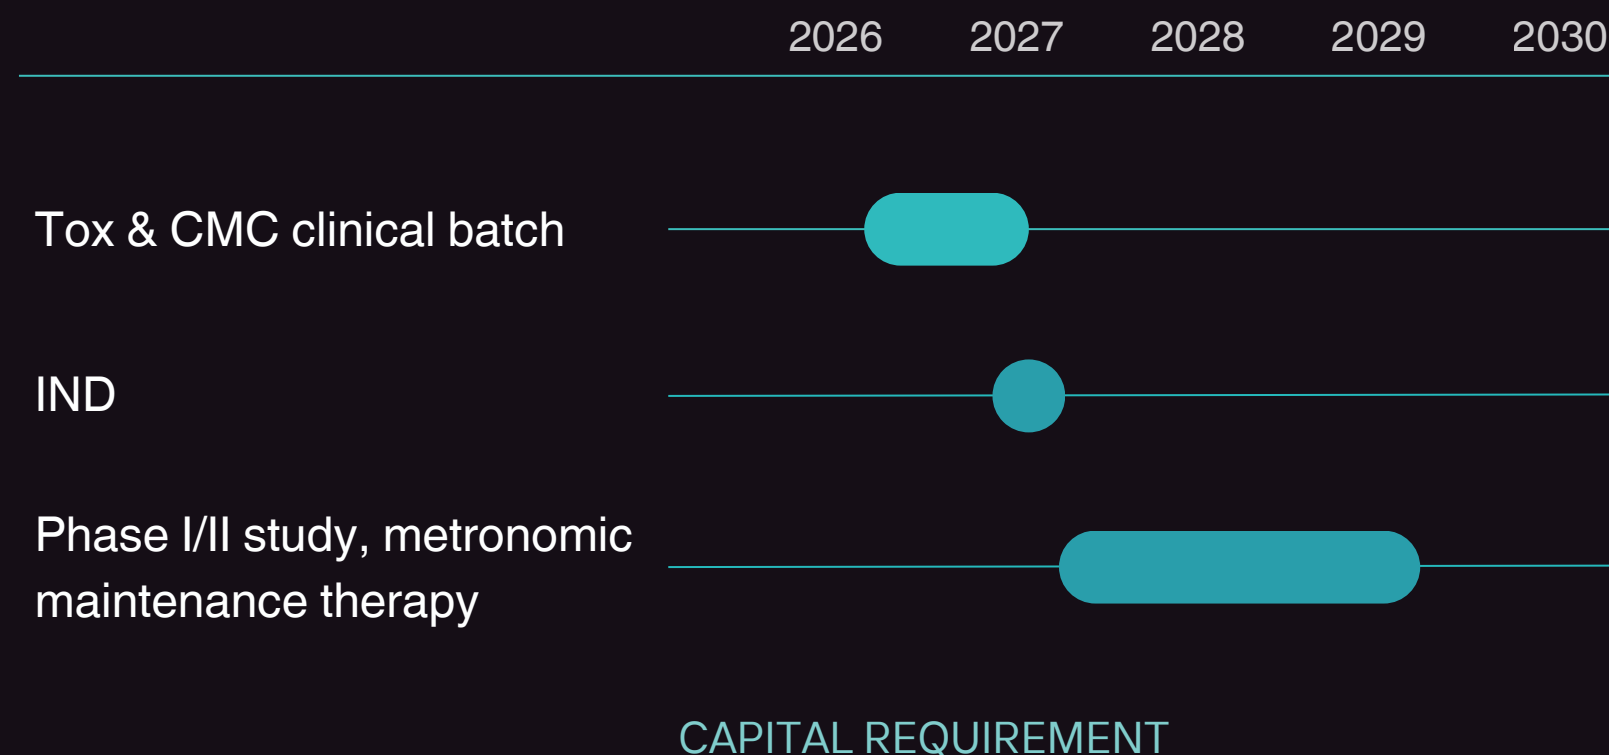 2026 2027 2028 2029 2030
Tox & CMC clinical batch
IND
Phase I/II study, metronomic
maintenance therapy
CAPITAL REQUIREMENT